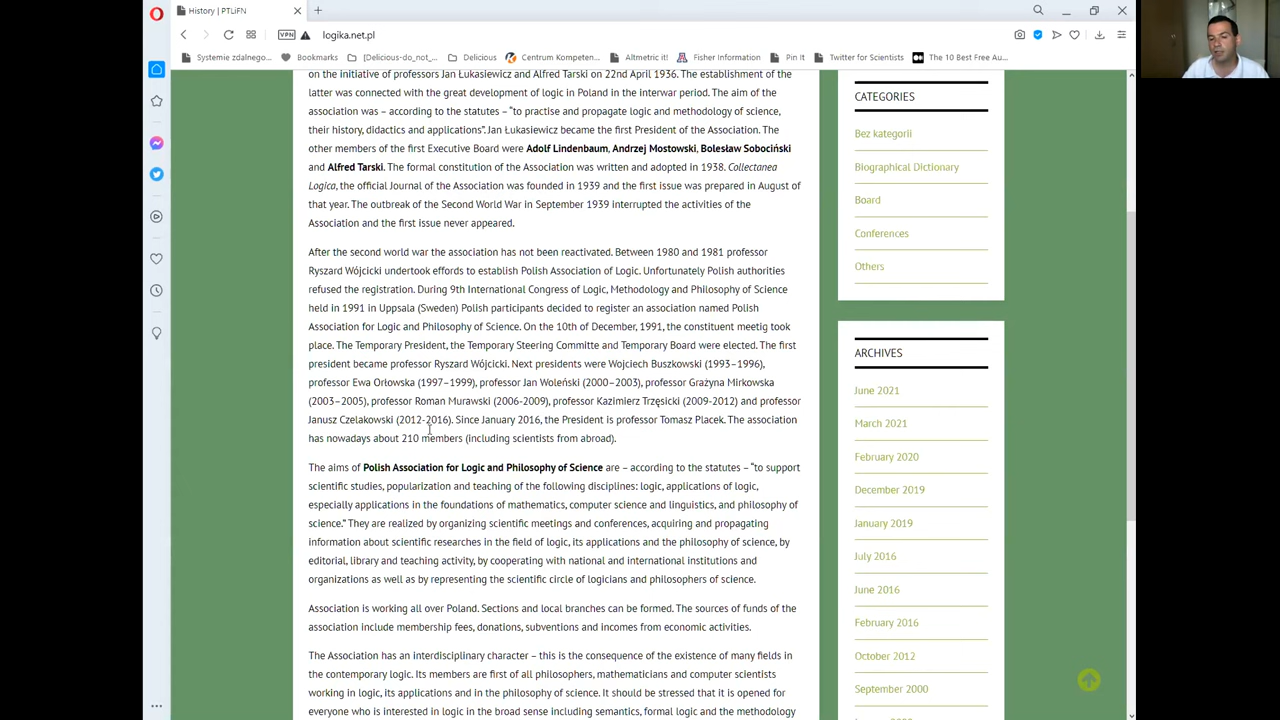 History | PTLiFN
VPN
logika.net.pl
Systemie zdalnego...
Bookmarks
[Delicious-do_not_...
Delicious
Centrum Kompeten...
Altmetric it!
Fisher Information
Pin It
Twitter for Scientists
The 10 Best Free Au...
on the initiative of professors Jan Łukasiewicz and Alfred Tarski on 22nd April 1936. The establishment of the
latter was connected with the great development of logic in Poland in the interwar period. The aim of the
association was – according to the statutes – “to practise and propagate logic and methodology of science,
their history, didactics and applications”. Jan Łukasiewicz became the first President of the Association. The
other members of the first Executive Board were Adolf Lindenbaum, Andrzej Mostowski, Bolesław Sobociński
and Alfred Tarski. The formal constitution of the Association was written and adopted in 1938. Collectanea
Logica, the official Journal of the Association was founded in 1939 and the first issue was prepared in August of
that year. The outbreak of the Second World War in September 1939 interrupted the activities of the
Association and the first issue never appeared.
After the second world war the association has not been reactivated. Between 1980 and 1981 professor
Ryszard Wójcicki undertook efforts to establish Polish Association of Logic. Unfortunately Polish authorities
refused the registration. During 9th International Congress of Logic, Methodology and Philosophy of Science
held in 1991 in Uppsala (Sweden) Polish participants decided to register an association named Polish
Association for Logic and Philosophy of Science. On the 10th of December, 1991, the constituent meetig took
place. The Temporary President, the Temporary Steering Committe and Temporary Board were elected. The first
president became professor Ryszard Wójcicki. Next presidents were Wojciech Buszkowski (1993–1996),
professor Ewa Orłowska (1997–1999), professor Jan Woleński (2000–2003), professor Grażyna Mirkowska
(2003–2005), professor Roman Murawski (2006-2009), professor Kazimierz Trzęsicki (2009-2012) and professor
Janusz Czelakowski (2012-2016). Since January 2016, the President is professor Tomasz Placek. The association
has nowadays about 210 members (including scientists from abroad).
The aims of Polish Association for Logic and Philosophy of Science are – according to the statutes – “to support
scientific studies, popularization and teaching of the following disciplines: logic, applications of logic,
especially applications in the foundations of mathematics, computer science and linguistics, and philosophy of
science.” They are realized by organizing scientific meetings and conferences, acquiring and propagating
information about scientific researches in the field of logic, its applications and the philosophy of science, by
editorial, library and teaching activity, by cooperating with national and international institutions and
organizations as well as by representing the scientific circle of logicians and philosophers of science.
Association is working all over Poland. Sections and local branches can be formed. The sources of funds of the
association include membership fees, donations, subventions and incomes from economic activities.
The Association has an interdisciplinary character – this is the consequence of the existence of many fields in
the contemporary logic. Its members are first of all philosophers, mathematicians and computer scientists
working in logic, its applications and in the philosophy of science. It should be stressed that it is opened for
everyone who is interested in logic in the broad sense including semantics, formal logic and the methodology
CATEGORIES
Bez kategorii
Biographical Dictionary
Board
Conferences
Others
ARCHIVES
June 2021
March 2021
February 2020
December 2019
January 2019
July 2016
June 2016
February 2016
October 2012
September 2000